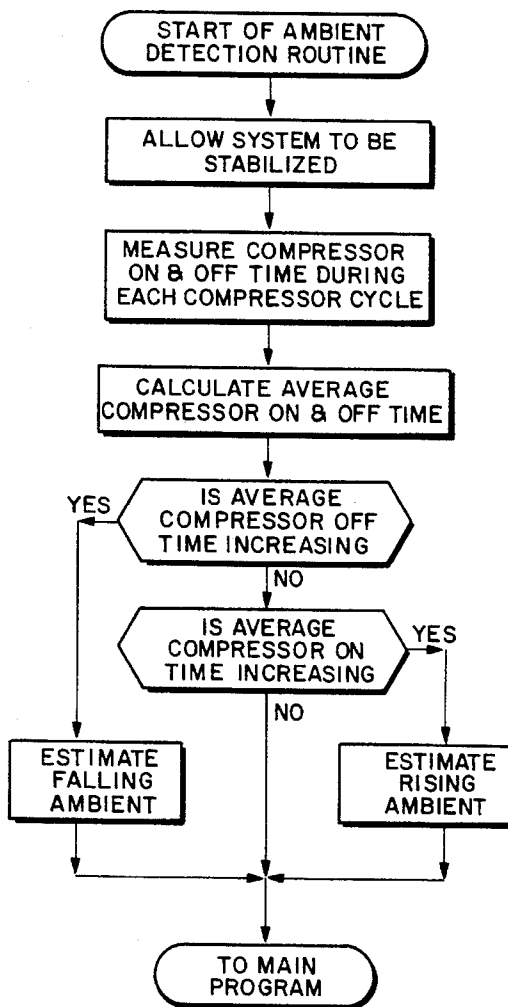 START OF AMBIENT
DETECTION ROUTINE
ALLOW SYSTEM TO BE
STABILIZED
MEASURE COMPRESSOR
ON & OFF TIME DURING
EACH COMPRESSOR CYCLE
CALCULATE AVERAGE
COMPRESSOR ON & OFF TIME
YES
IS AVERAGE
COMPRESSOR OFF
TIME INCREASING
NO
IS AVERAGE
COMPRESSOR ON
TIME INCREASING
YES
NO
ESTIMATE
FALLING
AMBIENT
ESTIMATE
RISING
AMBIENT
TO MAIN
PROGRAM